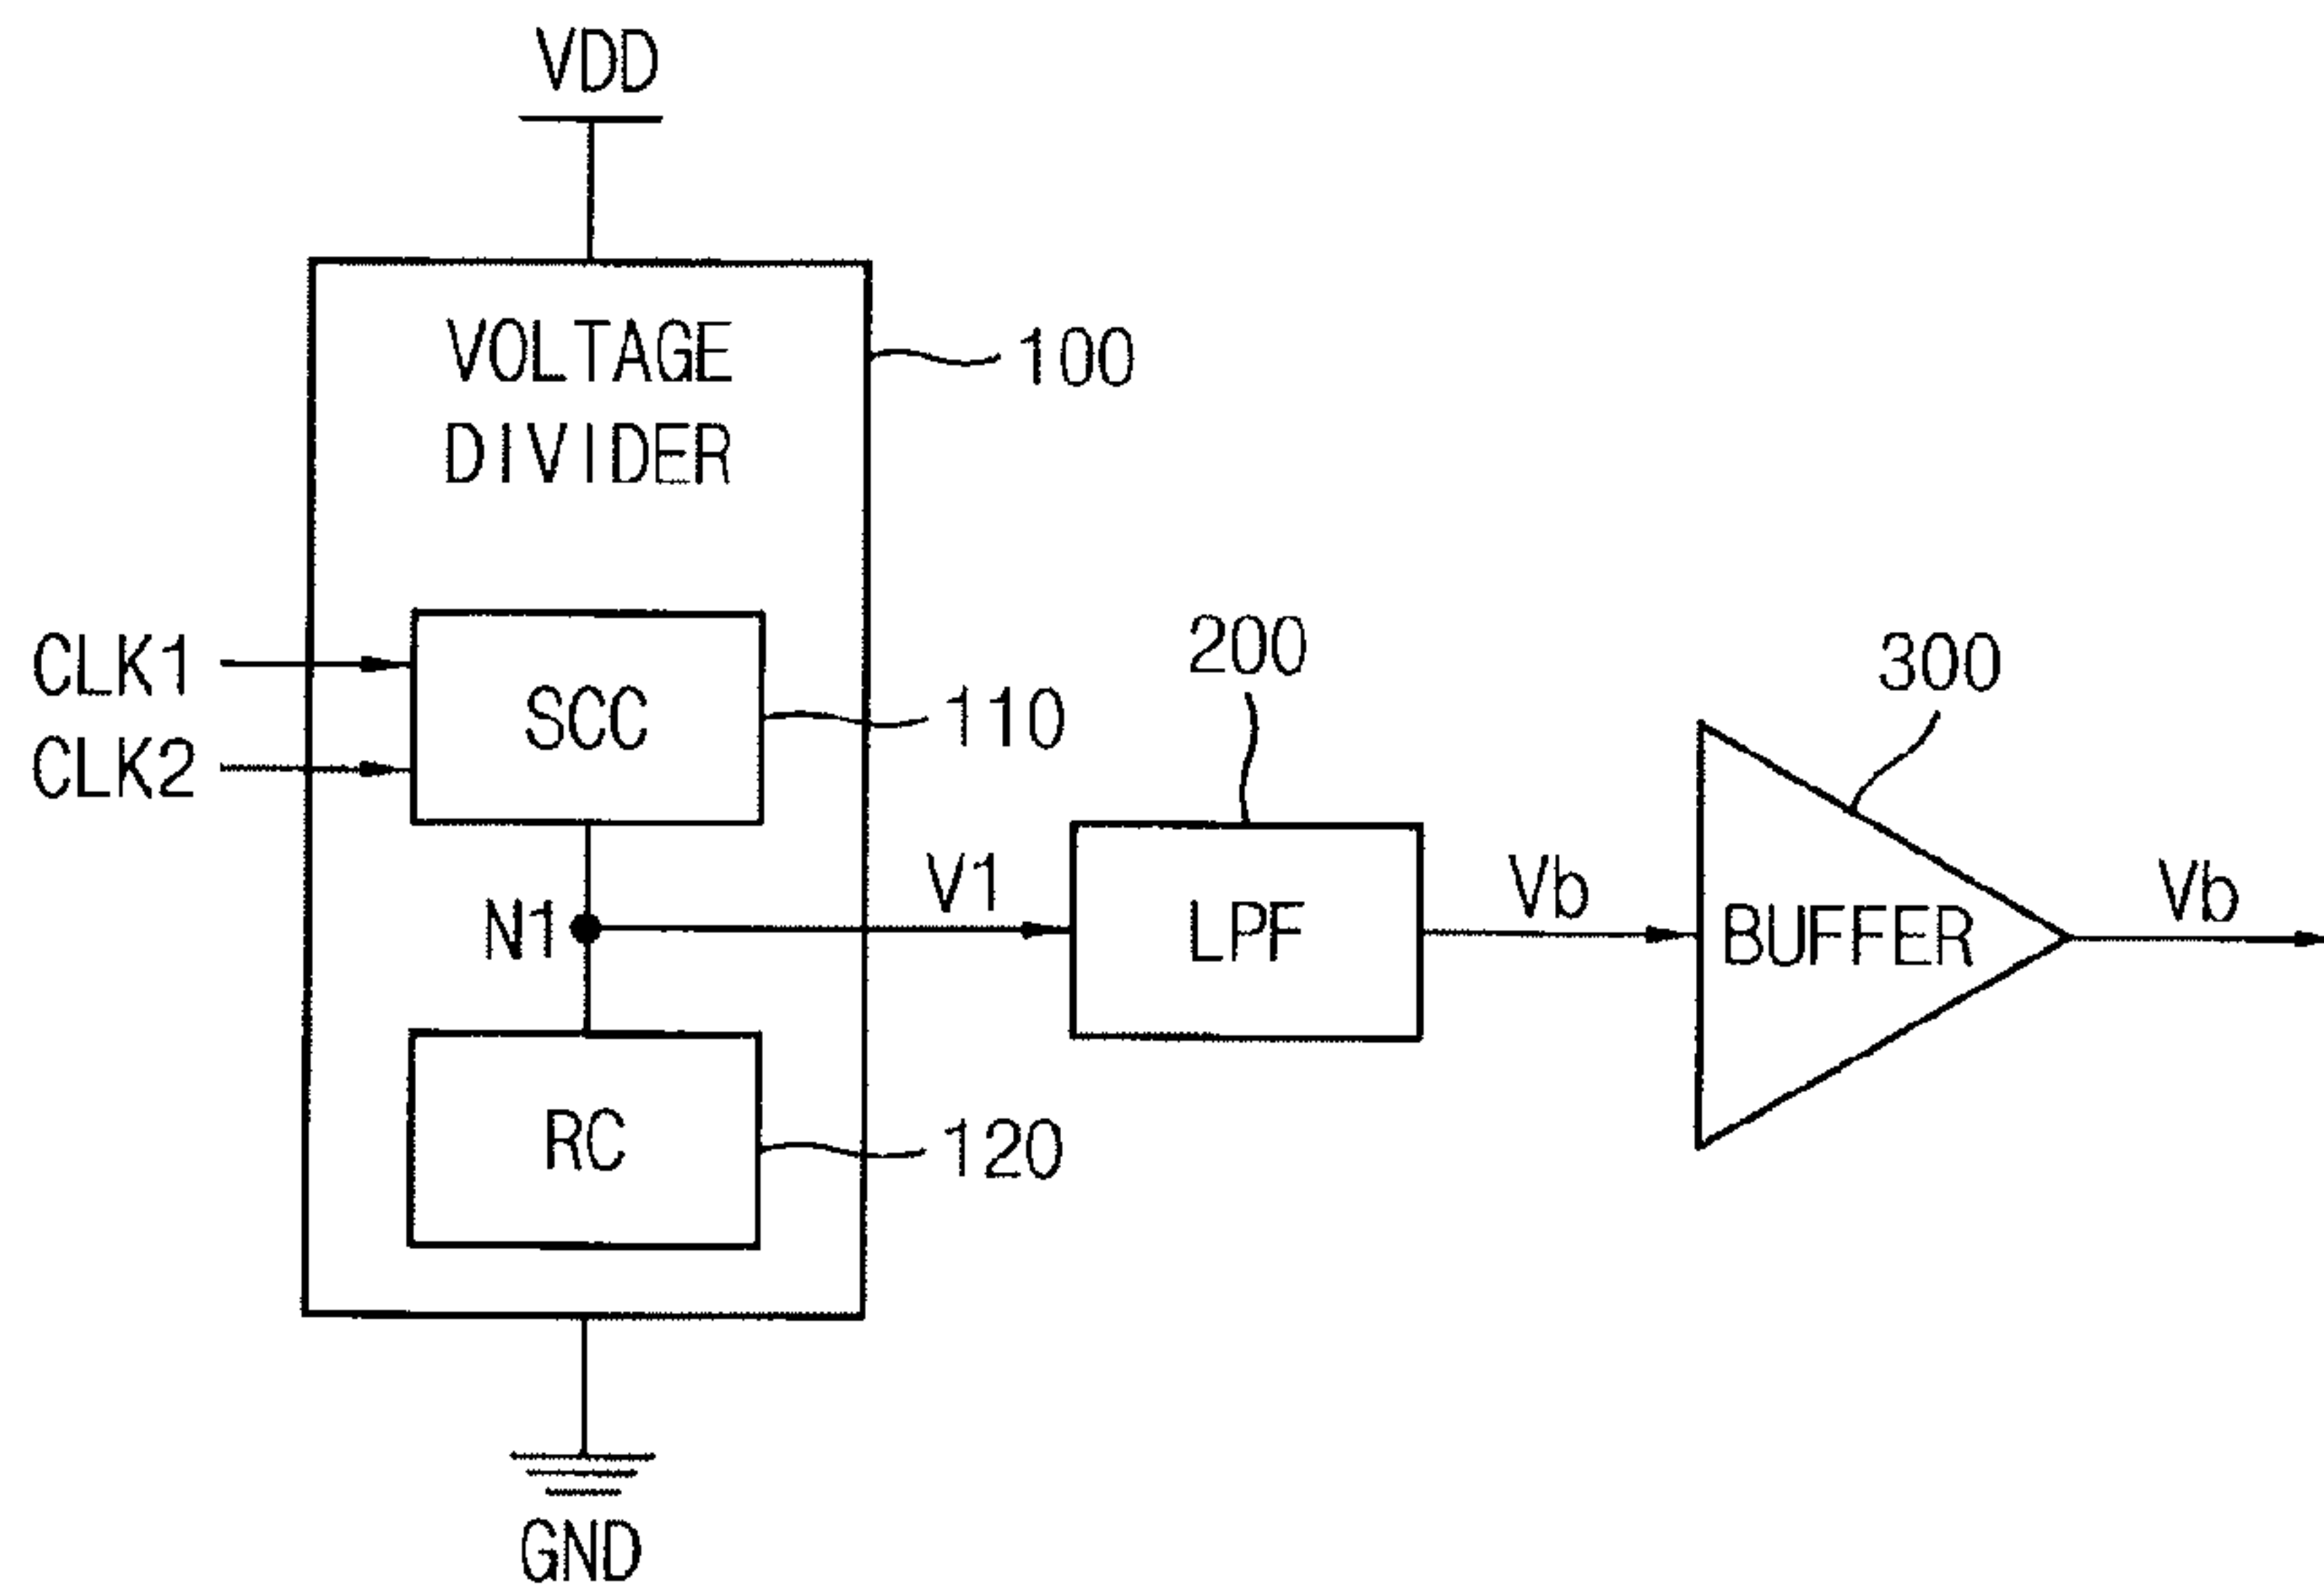 VDD
VOLTAGE
DIVIDER
100
CLK1
CLK2
SCC
110
200
300
N1
V1
LPF
Vb
BUFFER
Vb
RC
120
GND